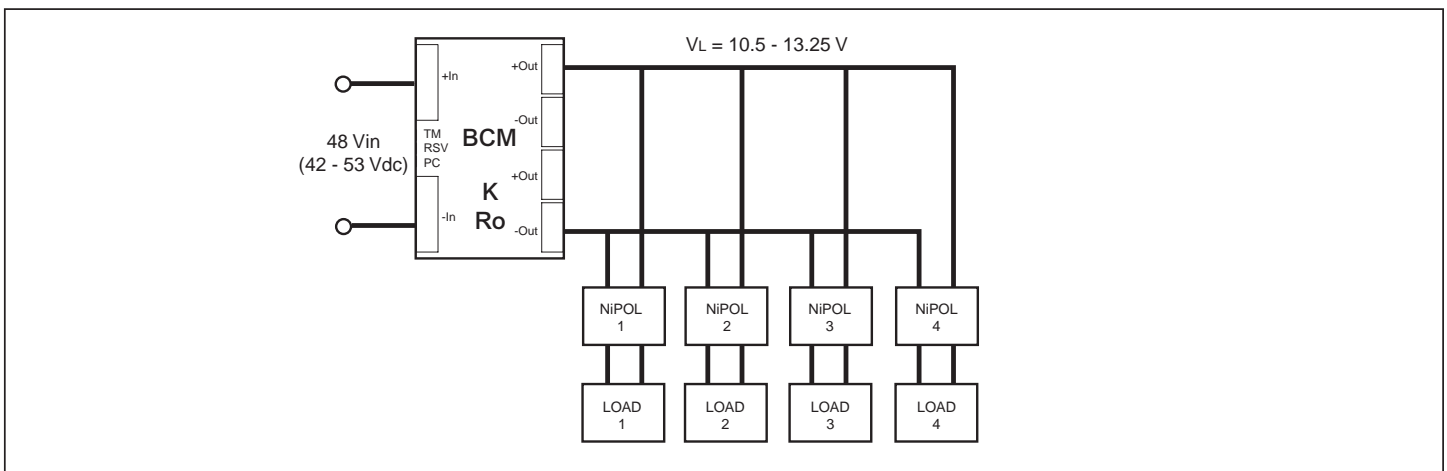 VL = 10.5 - 13.25 V
+In
+Out
-Out
TM
RSV
PC
BCM
48 Vin
(42 - 53 Vdc)
+Out
K
-In
Ro
-Out
NiPOL
1
NiPOL
2
NiPOL
3
NiPOL
4
LOAD
1
LOAD
2
LOAD
3
LOAD
4